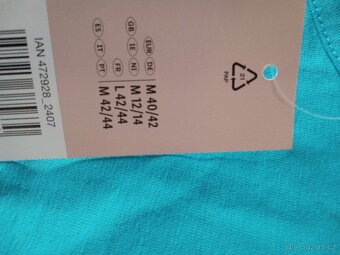 IAN 472928_2407
EUR DE M 40/42
GB IE NI M 12/14
FR L 42/44
ES IT PT M 42/44
21
PAP